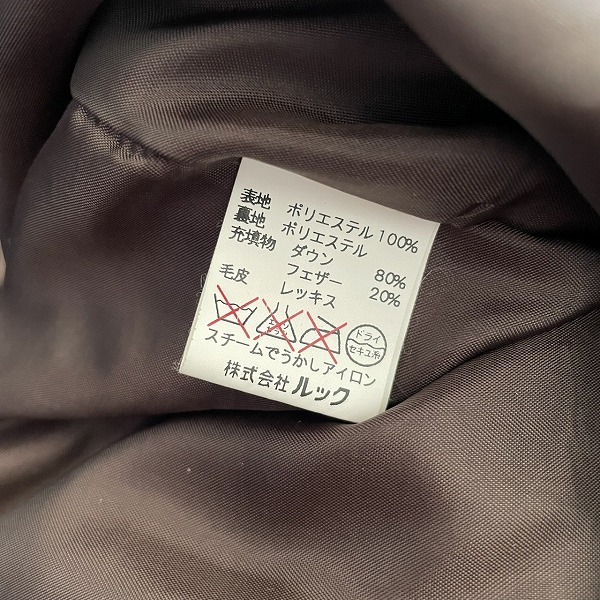 表地 ポリエステル 100%
裏地 ポリエステル
充填物 ダウン 80%
フェザー 20%
毛皮 レッキス
ドライ
セキユ系
スチームでうかしアイロン
株式会社 ルック